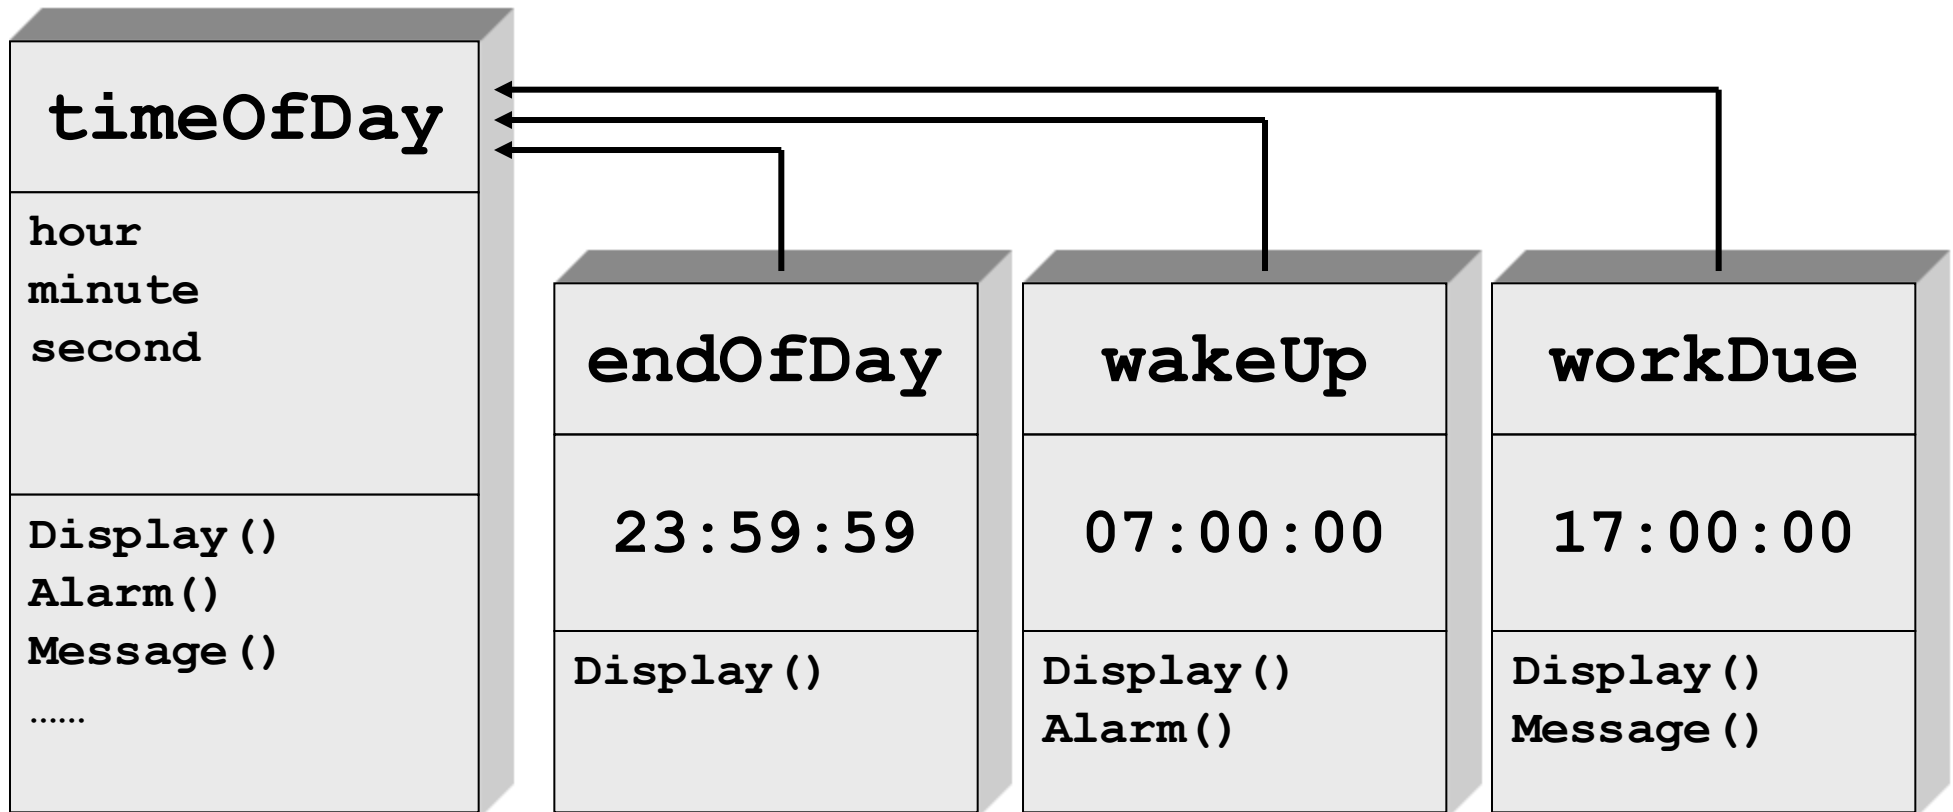 timeOfDay
hour
minute
second
Display()
Alarm()
Message()
……
endOfDay
23:59:59
Display()
wakeUp
07:00:00
Display()
Alarm()
workDue
17:00:00
Display()
Message()